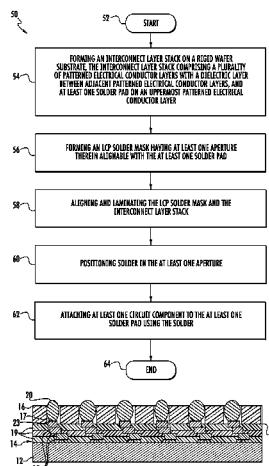 50
52
START
54
FORMING AN INTERCONNECT LAYER STACK ON A RIGID WAFER
SUBSTRATE, THE INTERCONNECT LAYER STACK COMPRISING A PLURALITY
OF PATTERNED ELECTRICAL CONDUCTOR LAYERS WITH A DIELECTRIC LAYER
BETWEEN ADJACENT PATTERNED ELECTRICAL CONDUCTOR LAYERS, AND
AT LEAST ONE SOLDER PAD ON AN UPPERMOST PATTERNED ELECTRICAL
CONDUCTOR LAYER
56
FORMING AN LCP SOLDER MASK HAVING AT LEAST ONE APERTURE
THEREIN ALIGNABLE WITH THE AT LEAST ONE SOLDER PAD
58
ALIGNING AND LAMINATING THE LCP SOLDER MASK AND THE
INTERCONNECT LAYER STACK
60
POSITIONING SOLDER IN THE AT LEAST ONE APERTURE
62
ATTACHING AT LEAST ONE CIRCUIT COMPONENT TO THE AT LEAST ONE
SOLDER PAD USING THE SOLDER
64
END
20
16
17
23
19
14
12